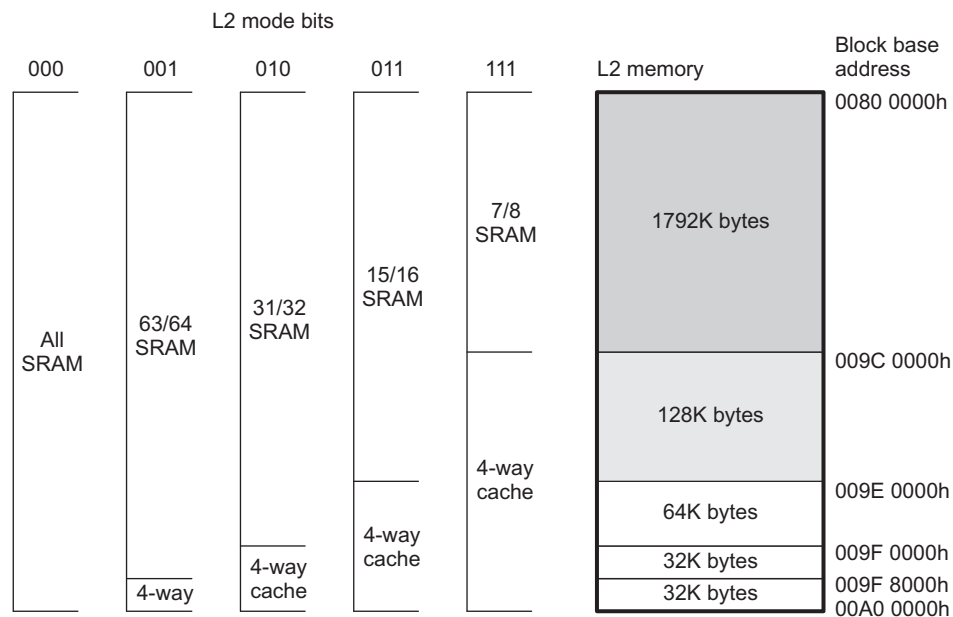 L2 mode bits
000
001
010
011
111
L2 memory
Block base
address
0080 0000h
All
SRAM
63/64
SRAM
31/32
SRAM
15/16
SRAM
7/8
SRAM
1792K bytes
009C 0000h
128K bytes
4-way
4-way
cache
4-way
cache
4-way
cache
009E 0000h
64K bytes
009F 0000h
32K bytes
009F 8000h
32K bytes
00A0 0000h